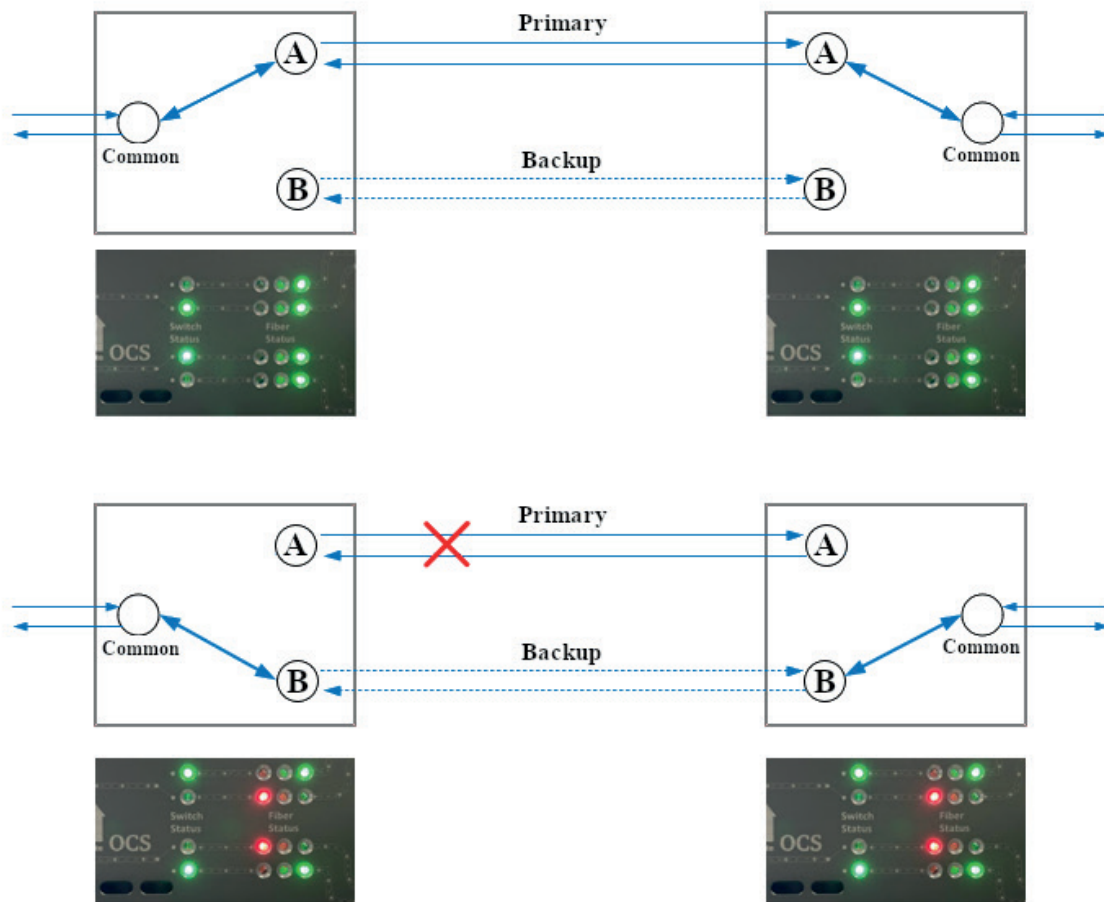 Primary
A
A
Common
Common
Backup
B
B
Switch
Status
Fiber
Status
OCS
Switch
Status
Fiber
Status
OCS
Primary
A
A
Common
Common
Backup
B
B
Switch
Status
Fiber
Status
OCS
Switch
Status
Fiber
Status
OCS